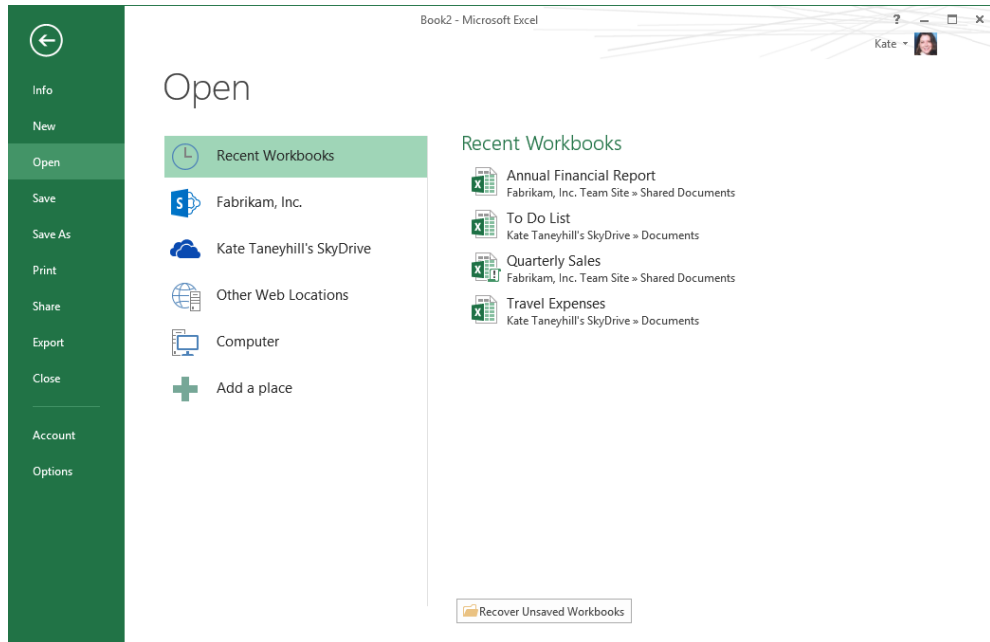 Book2 - Microsoft Excel
?
Kate
Info
New
Open
Save
Save As
Print
Share
Export
Close
Account
Options
Open
Recent Workbooks
Fabrikam, Inc.
Kate Taneyhill's SkyDrive
Other Web Locations
Computer
Add a place
Recent Workbooks
Annual Financial Report
Fabrikam, Inc. Team Site » Shared Documents
To Do List
Kate Taneyhill's SkyDrive » Documents
Quarterly Sales
Fabrikam, Inc. Team Site » Shared Documents
Travel Expenses
Kate Taneyhill's SkyDrive » Documents
Recover Unsaved Workbooks